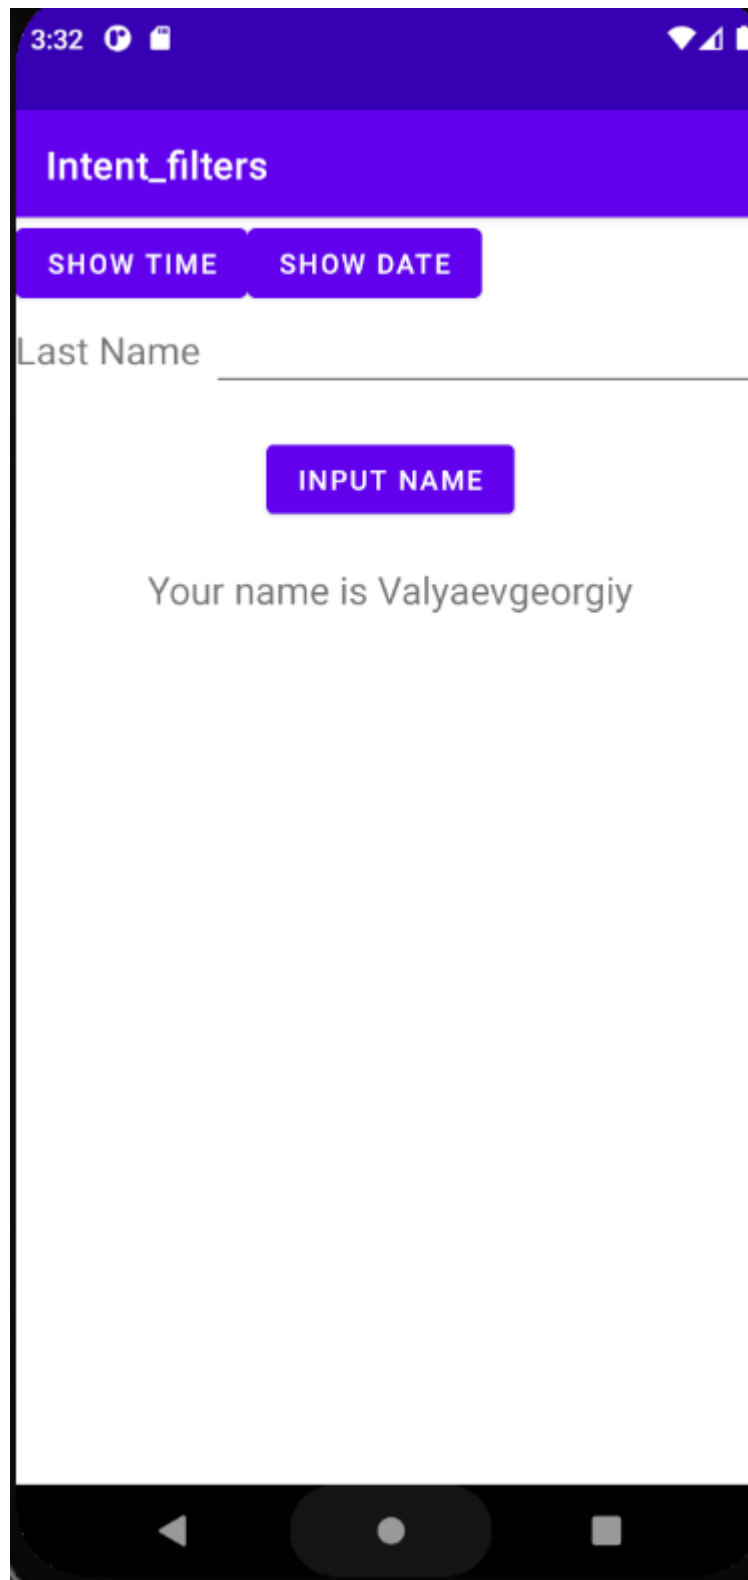 3:32
Intent_filters
SHOW TIME SHOW DATE
Last Name
INPUT NAME
Your name is Valyaevgeorgiy